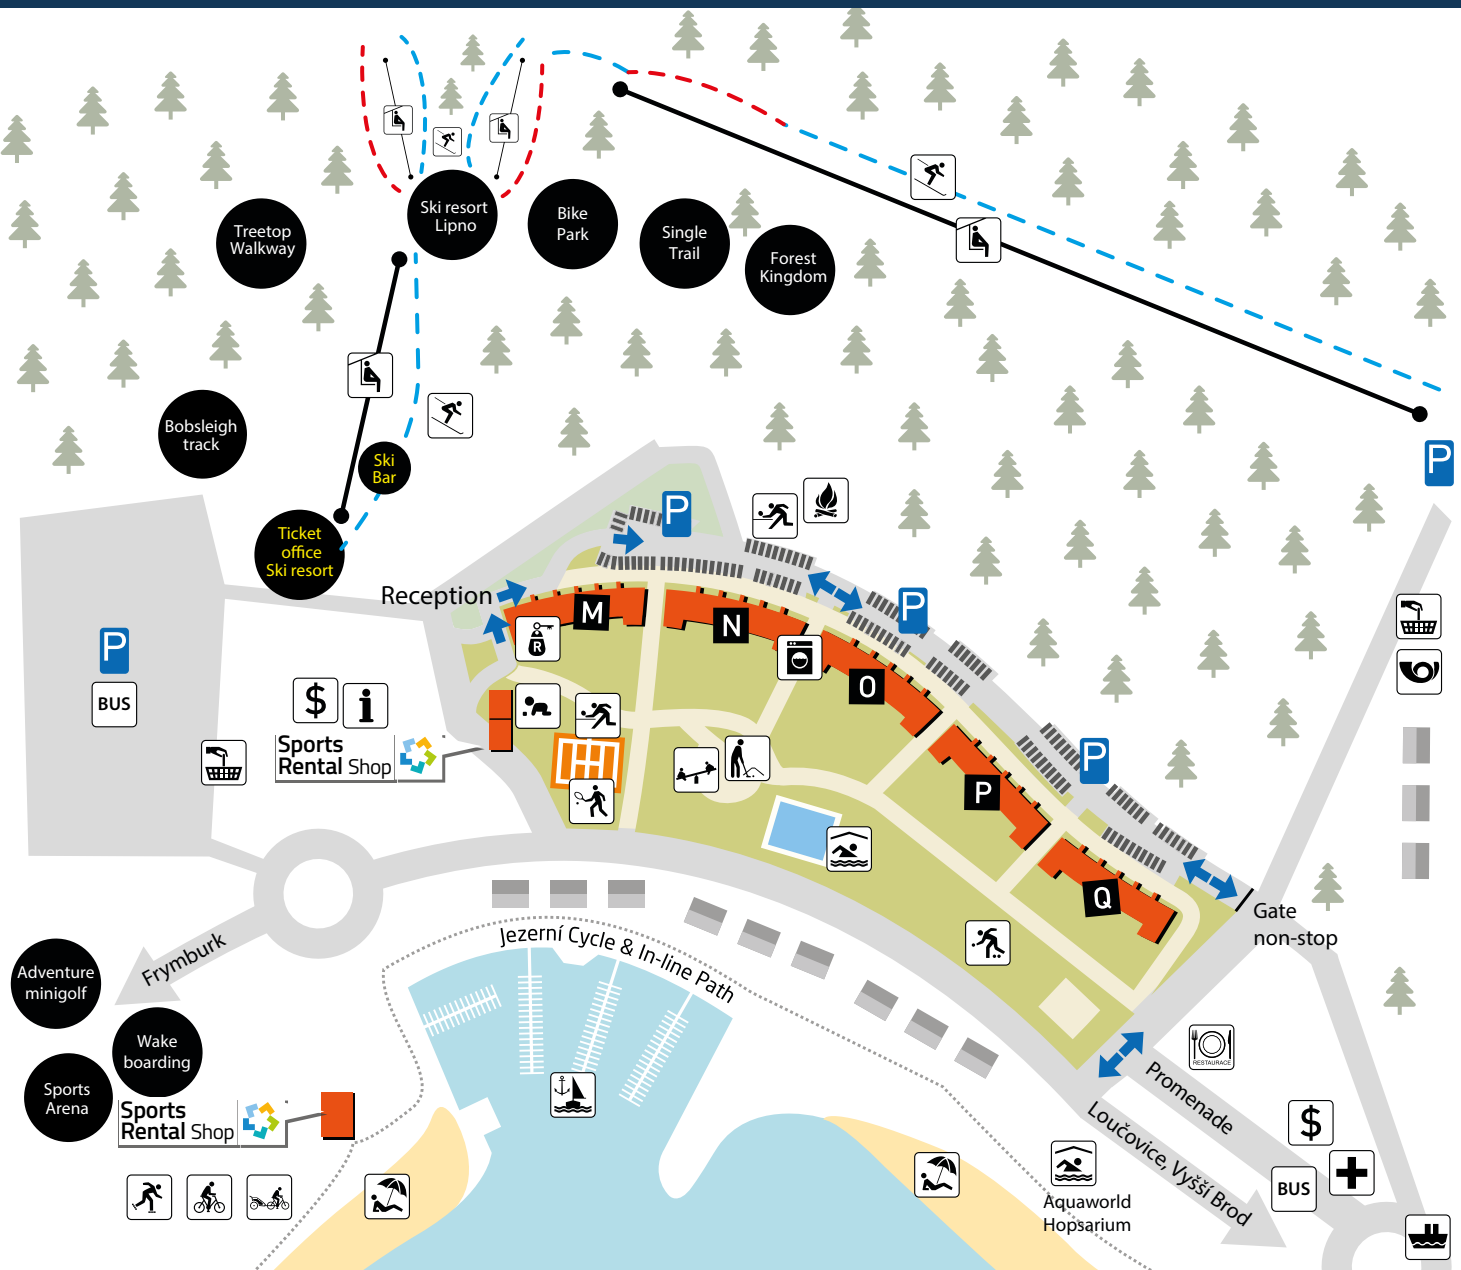 Ski resort
Lipno
Bike
Park
Treetop
Walkway
Single
Trail
Forest
Kingdom
Bobsleigh
track
Ski
Bar
P
P
Ticket
office
Ski resort
Reception
M
N
P
R
O
P
BUS
$
i
Sports
Rental Shop
P
P
Q
Gate
non-stop
Jezerní Cycle & In-line Path
Frymburk
Adventure
minigolf
Wake
boarding
Sports
Arena
Sports
Rental Shop
RESTAURACE
Promenade
Loučovice, Vyšší Brod
$
BUS
Aquaworld
Hopsarium